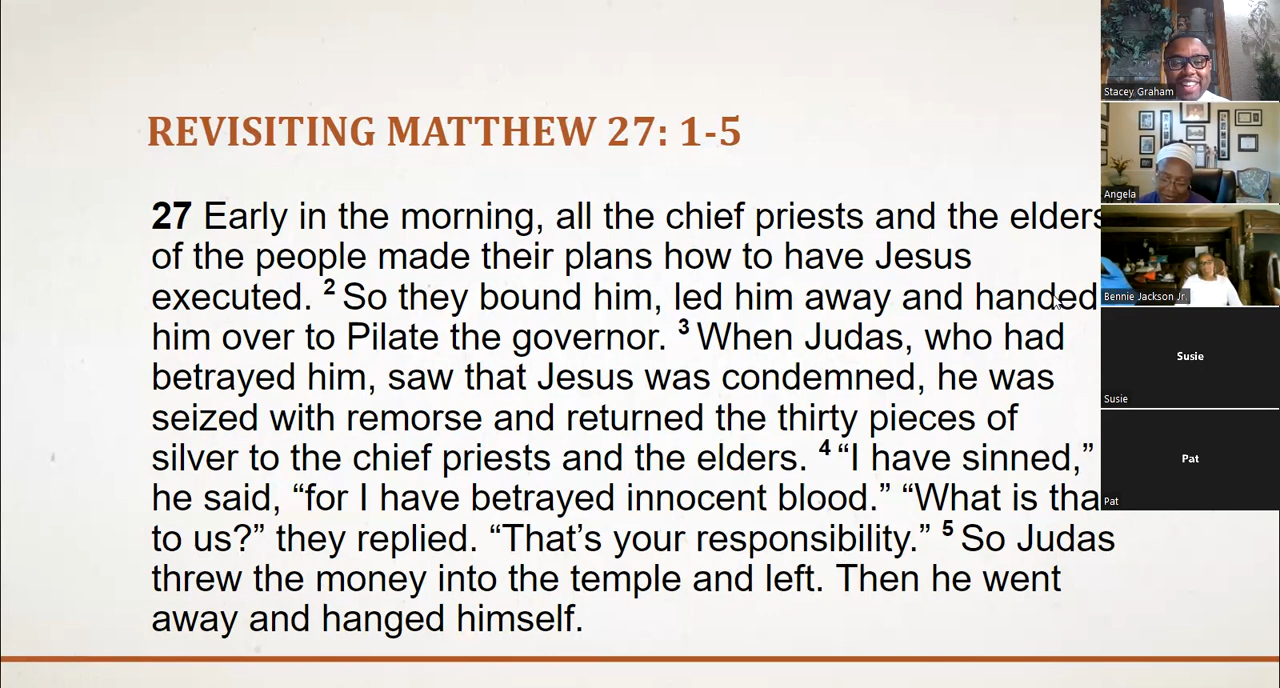 REVISITING MATTHEW 27: 1-5
27 Early in the morning, all the chief priests and the elders
of the people made their plans how to have Jesus
executed. 2 So they bound him, led him away and handed
him over to Pilate the governor. 3 When Judas, who had
betrayed him, saw that Jesus was condemned, he was
seized with remorse and returned the thirty pieces of
silver to the chief priests and the elders. 4 “I have sinned,”
he said, “for I have betrayed innocent blood.” “What is tha
to us?” they replied. “That’s your responsibility.” 5 So Judas
threw the money into the temple and left. Then he went
away and hanged himself.
Stacey Graham
Angela
Bennie Jackson Jr.
Susie
Susie
Pat
Pat